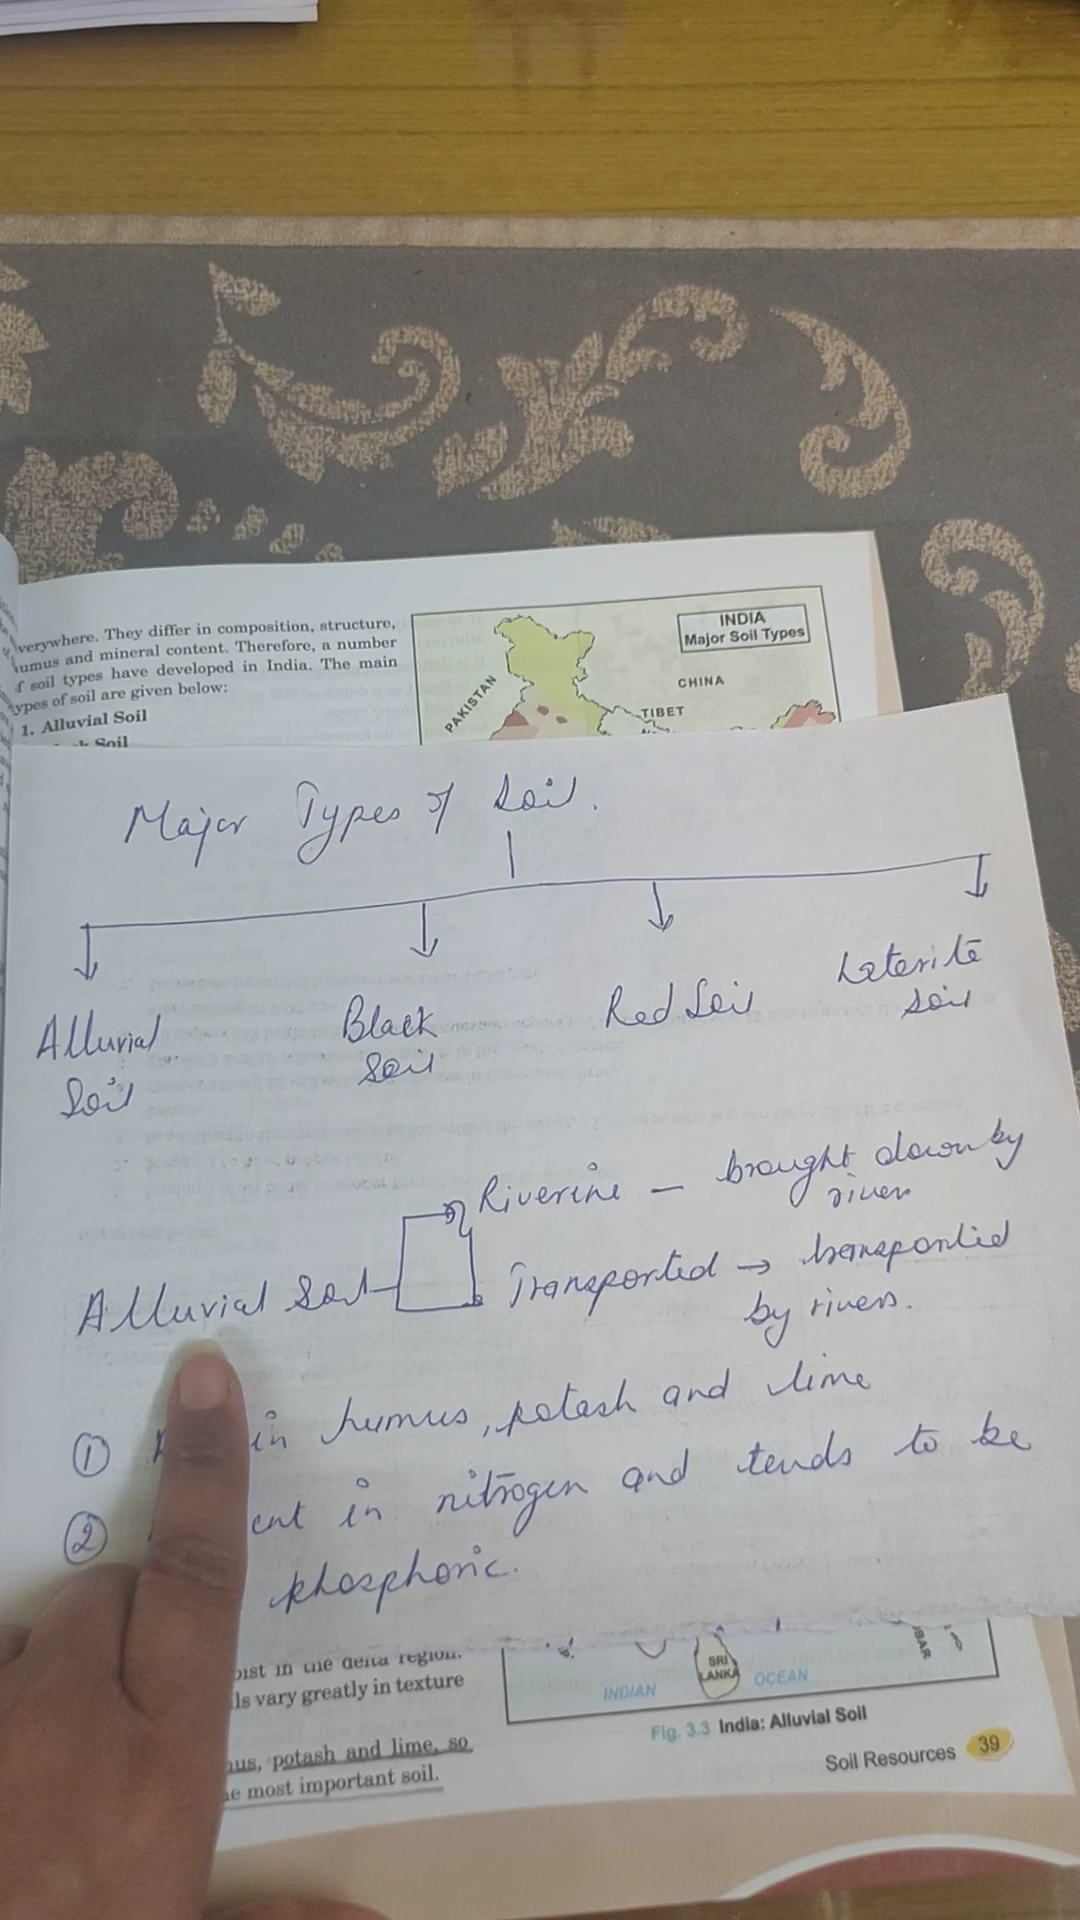 verywhere. They differ in composition, structure,
umus and mineral content. Therefore, a number
f soil types have developed in India. The main
ypes of soil are given below:
1. Alluvial Soil
Soil
INDIA
Major Soil Types
PAKISTAN
CHINA
TIBET
Major Types of Soil.
Alluvial Soil
Black Soil
Red Soil
Laterite Soil
Riverine – brought down by
rivers
Alluvial Soil
Transported → transported
by rivers.
① in humus, potash and lime
② ent in nitrogen and tends to be
phosphoric.
oist in the delta region.
ls vary greatly in texture
us, potash and lime, so
e most important soil.
SRI
LANKA
INDIAN
OCEAN
BAR
Fig. 3.3 India: Alluvial Soil
Soil Resources 39